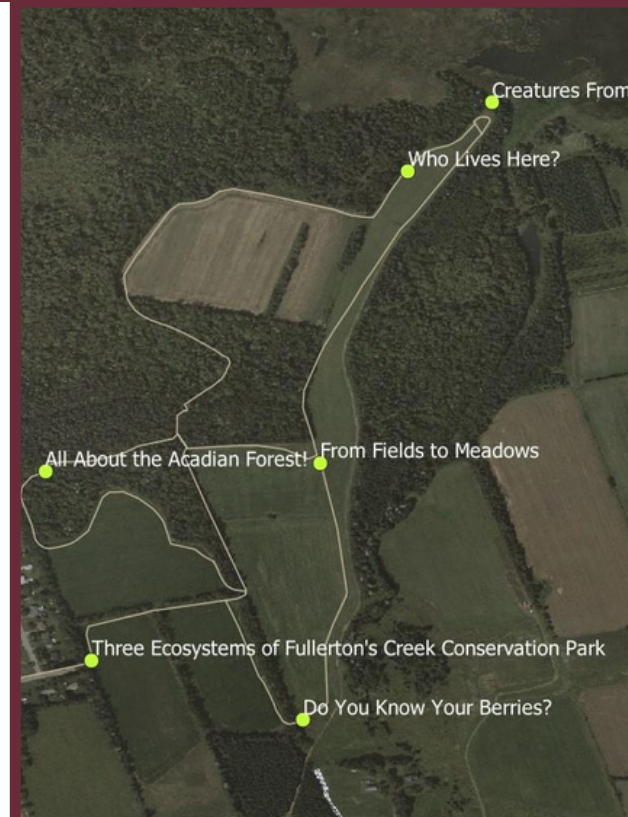 Creatures From
Who Lives Here?
From Fields to Meadows
All About the Acadian Forest!
Three Ecosystems of Fullerton's Creek Conservation Park
Do You Know Your Berries?